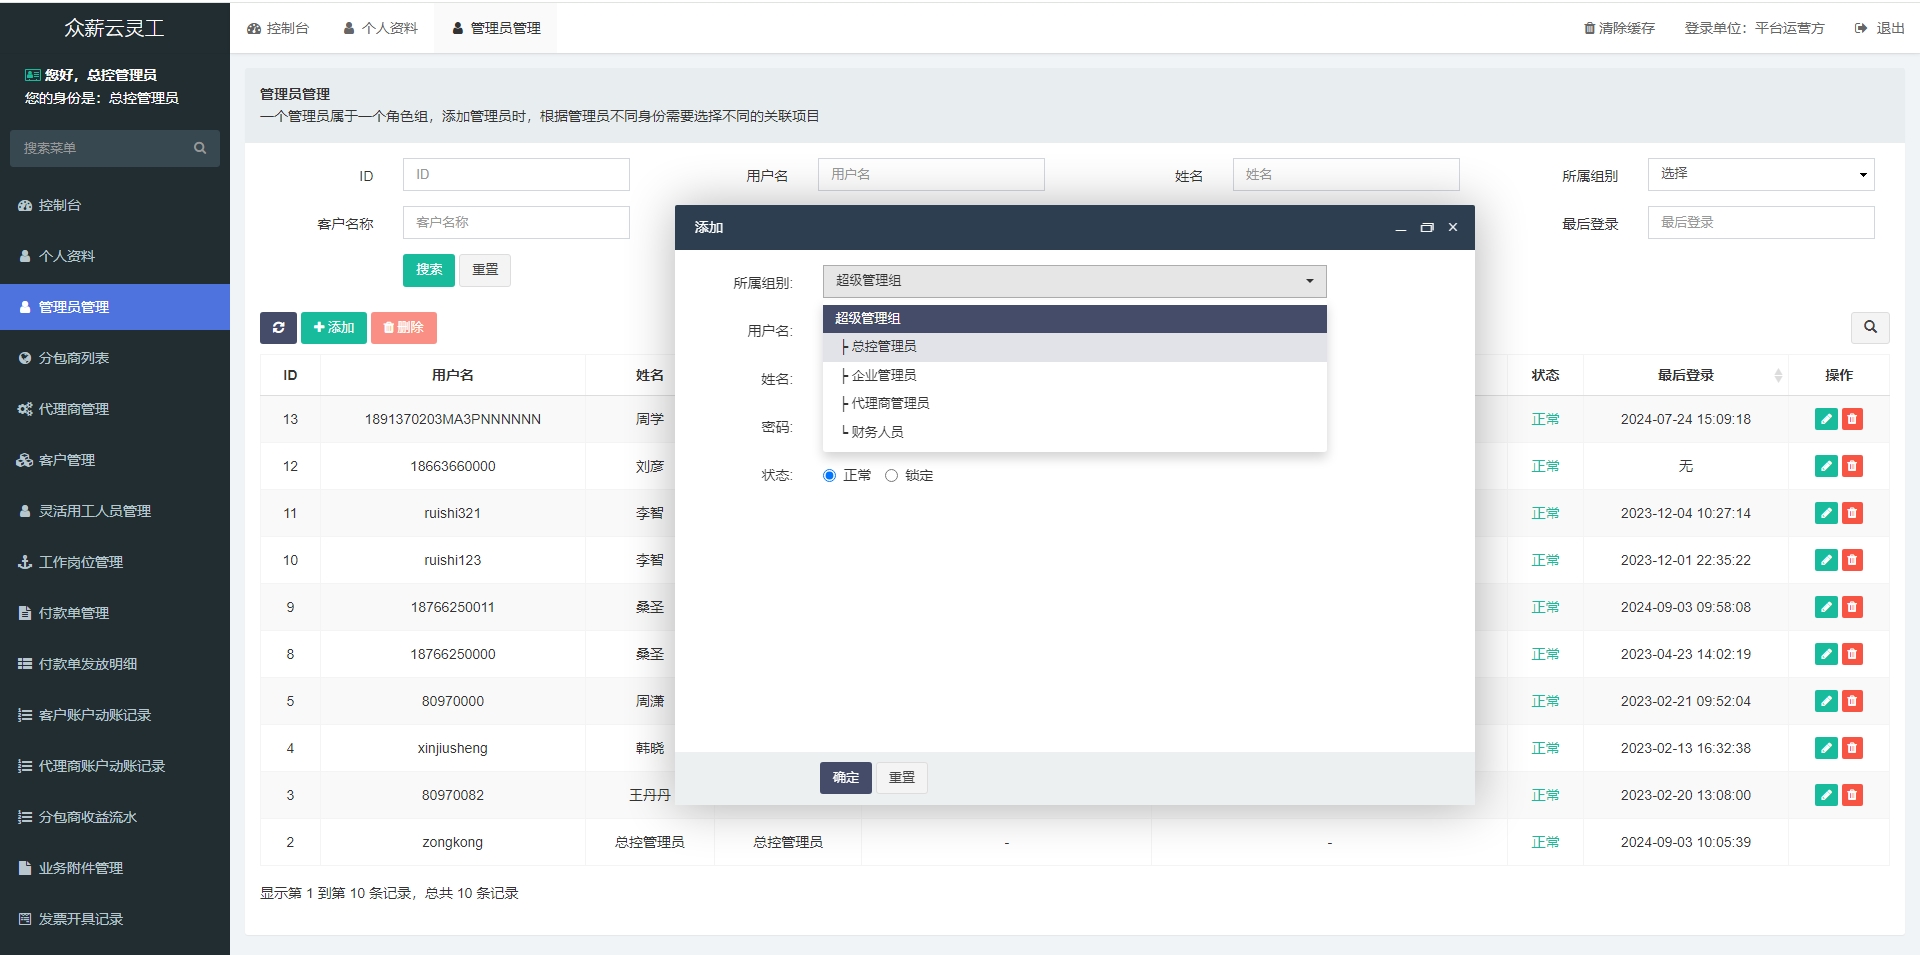 众薪云灵工
您好，总控管理员
您的身份是：总控管理员
搜索菜单
控制台
个人资料
管理员管理
分包商列表
代理商管理
客户管理
灵活用工人员管理
工作岗位管理
付款单管理
付款单发放明细
客户账户动账记录
代理商账户动账记录
分包商收益流水
业务附件管理
发票开具记录
控制台 个人资料 管理员管理 清除缓存 登录单位：平台运营方 退出
管理员管理
一个管理员属于一个角色组，添加管理员时，根据管理员不同身份需要选择不同的关联项目
ID ID 用户名 用户名 姓名 姓名 所属组别 选择
客户名称 客户名称 最后登录 最后登录
搜索 重置
添加 删除
ID 用户名 姓名 状态 最后登录 操作
13 1891370203MA3PNNNNNN 周学 正常 2024-07-24 15:09:18
12 18663660000 刘彦 正常 无
11 ruishi321 李智 正常 2023-12-04 10:27:14
10 ruishi123 李智 正常 2023-12-01 22:35:22
9 18766250011 桑圣 正常 2024-09-03 09:58:08
8 18766250000 桑圣 正常 2023-04-23 14:02:19
5 80970000 周潇 正常 2023-02-21 09:52:04
4 xinjiusheng 韩晓 正常 2023-02-13 16:32:38
3 80970082 王丹丹 正常 2023-02-20 13:08:00
2 zongkong 总控管理员 总控管理员 - - 正常 2024-09-03 10:05:39
显示第 1 到第 10 条记录，总共 10 条记录
添加
所属组别: 超级管理组
超级管理组
├ 总控管理员
├ 企业管理员
├ 代理商管理员
└ 财务人员
用户名:
姓名:
密码:
状态: 正常 锁定
确定 重置